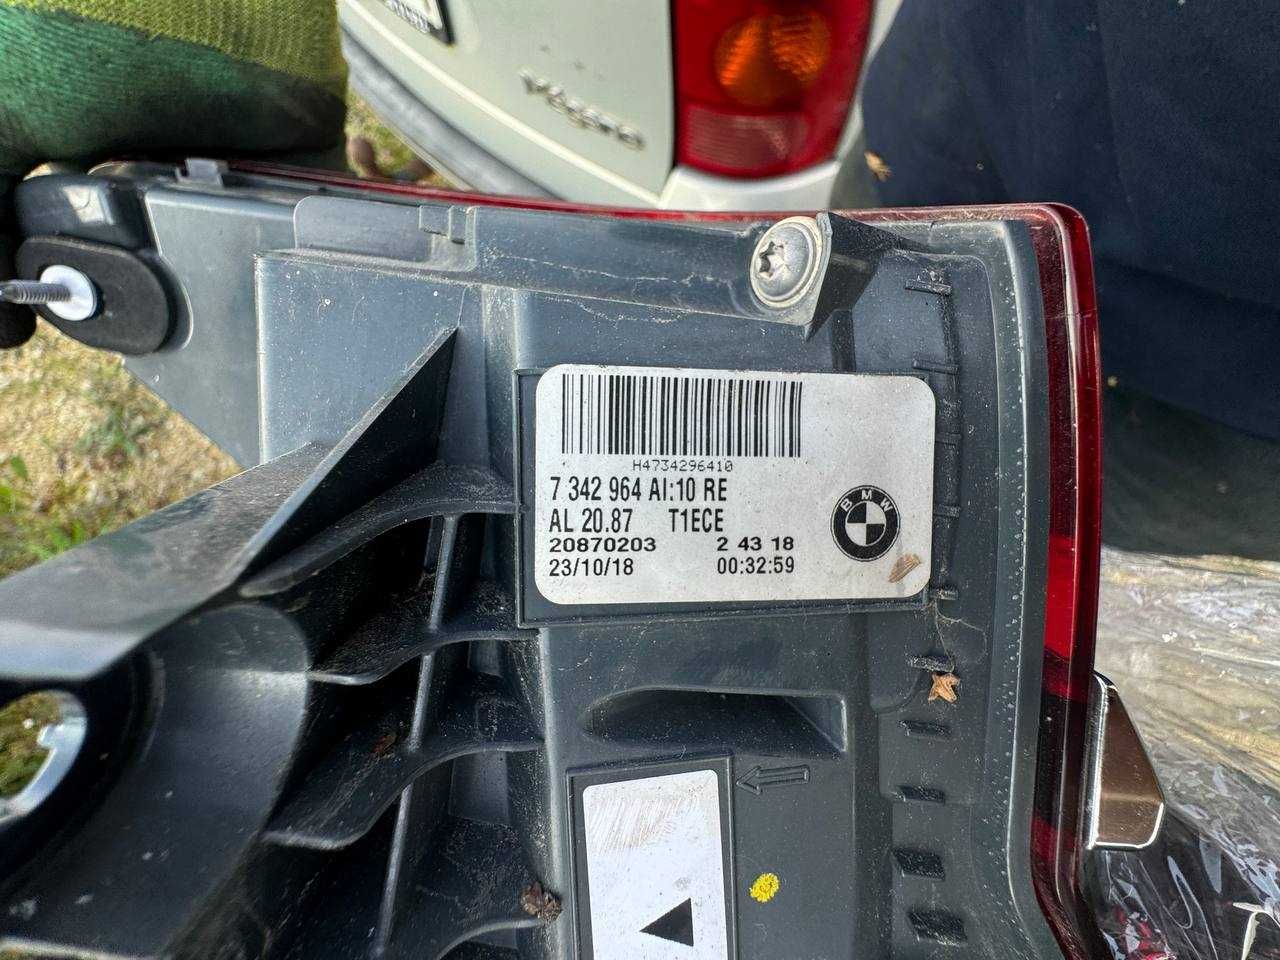 H4734296410
7 342 964 AI:10 RE
AL 20.87 T1ECE
20870203 2 43 18
23/10/18 00:32:59
BMW